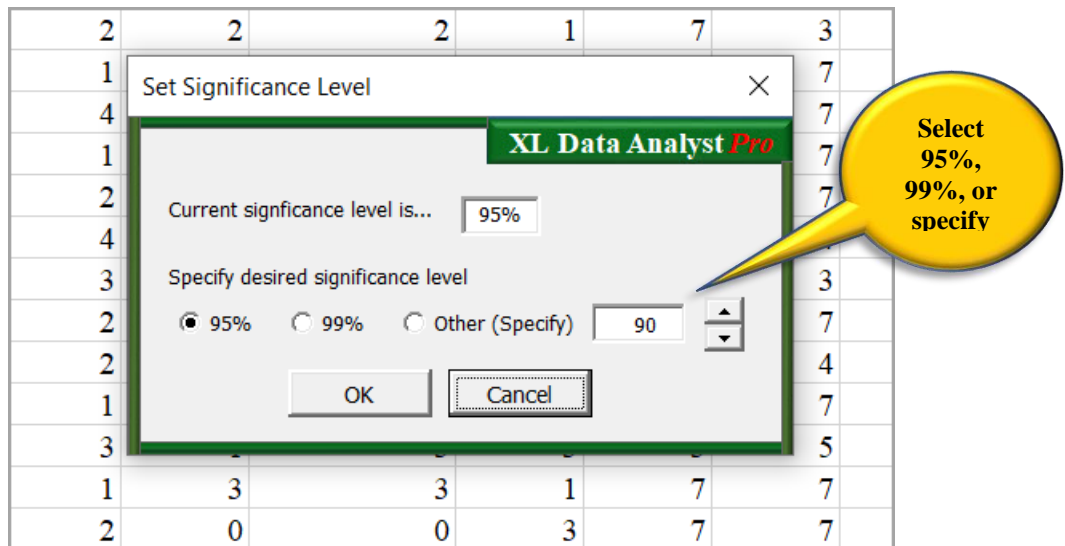 2 2 2 1 7 3
1 7
Set Significance Level
4 7
XL Data Analyst Pro
1 7
2 7
Current signficance level is... 95%
4
Specify desired significance level
3 3
2 7
95% 99% Other (Specify) 90
2 4
OK Cancel
1 7
3 5
1 3 3 1 7 7
2 0 0 3 7 7
Select
95%,
99%, or
specify